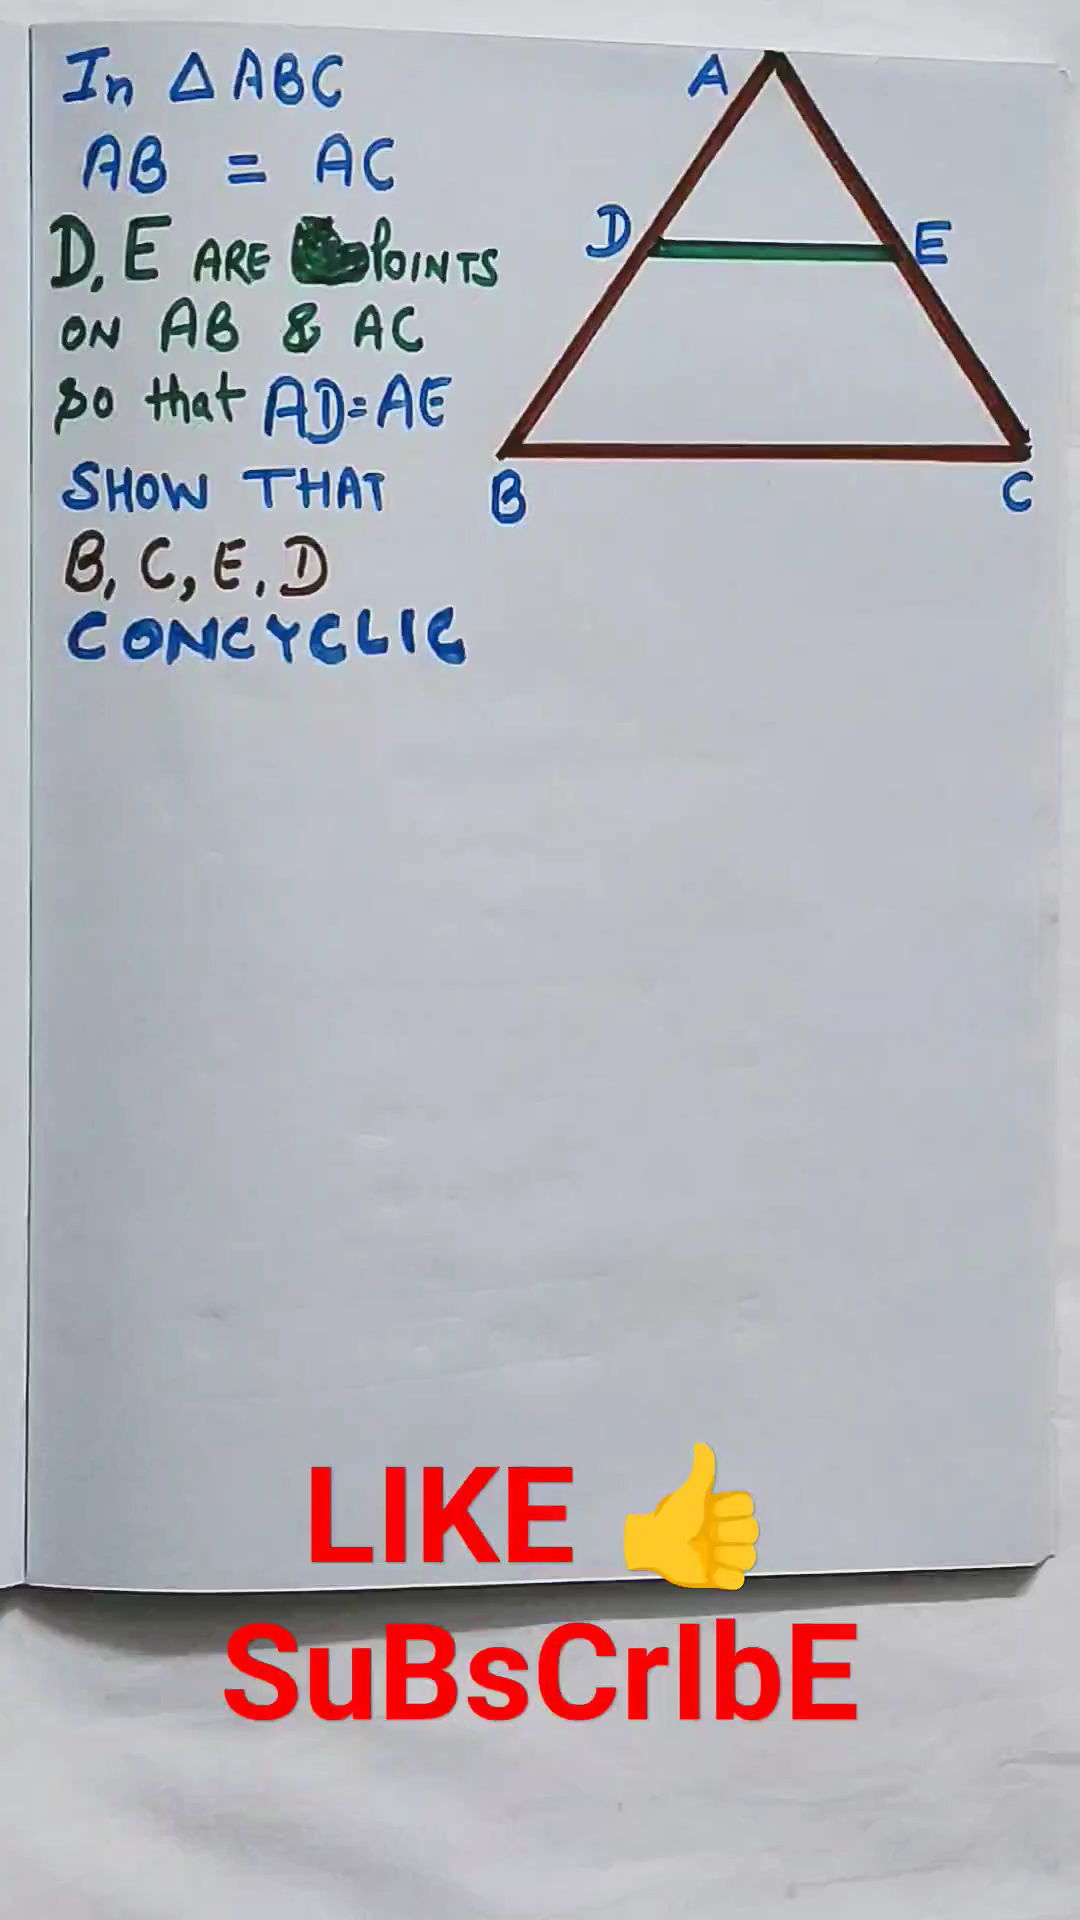 In △ ABC
AB = AC
D, E ARE POINTS
ON AB & AC
so that AD=AE
SHOW THAT
B, C, E, D
CONCYCLIC
A
D
E
B
C
LIKE 👍
SuBsCrIbE